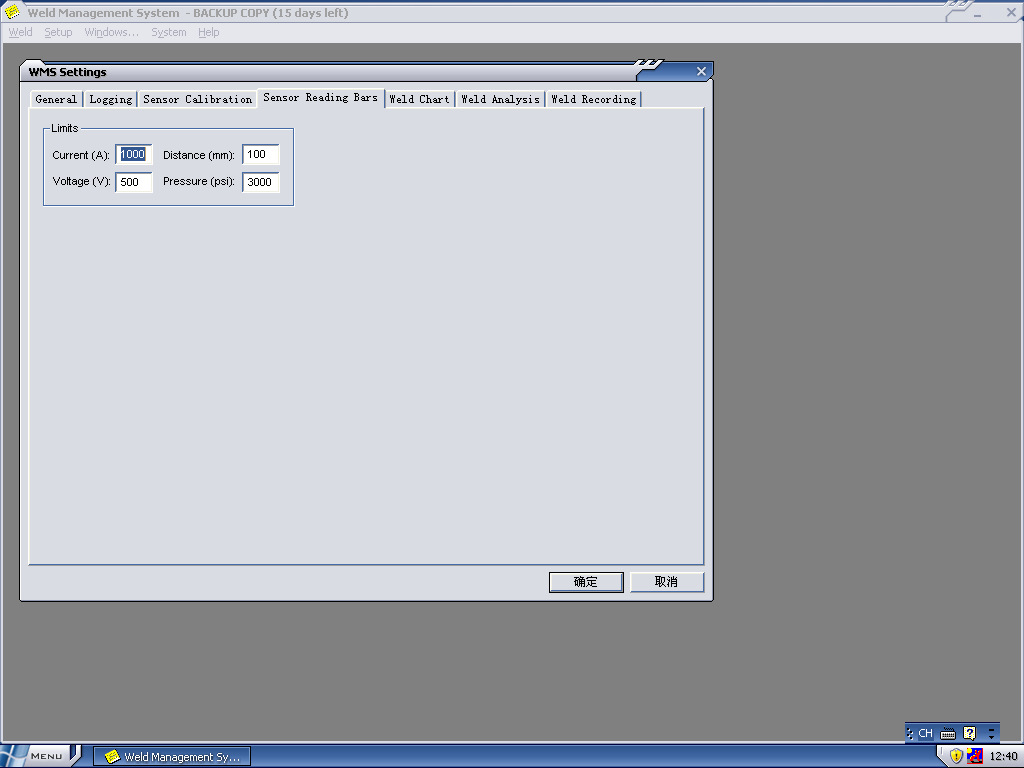 Weld Management System - BACKUP COPY (15 days left)
Weld Setup Windows... System Help
WMS Settings
General Logging Sensor Calibration Sensor Reading Bars Weld Chart Weld Analysis Weld Recording
Limits
Current (A): 1000 Distance (mm): 100
Voltage (V): 500 Pressure (psi): 3000
确定 取消
CH
MENU Weld Management Sy... 12:40